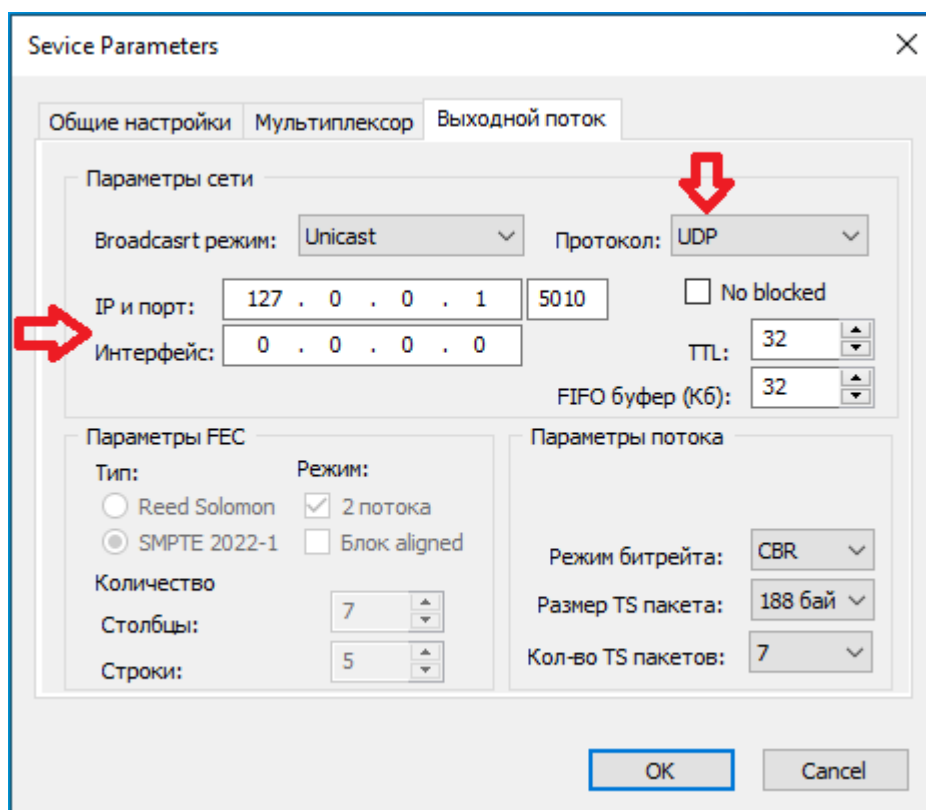 Sevice Parameters
Общие настройки Мультиплексор Выходной поток
Параметры сети
Broadcasrt режим: Unicast Протокол: UDP
IP и порт: 127 . 0 . 0 . 1 5010 No blocked
Интерфейс: 0 . 0 . 0 . 0 TTL: 32
FIFO буфер (Кб): 32
Параметры FEC
Тип: Режим:
Reed Solomon 2 потока
SMPTE 2022-1 Блок aligned
Количество
Столбцы: 7
Строки: 5
Параметры потока
Режим битрейта: CBR
Размер TS пакета: 188 бай
Кол-во TS пакетов: 7
OK Cancel